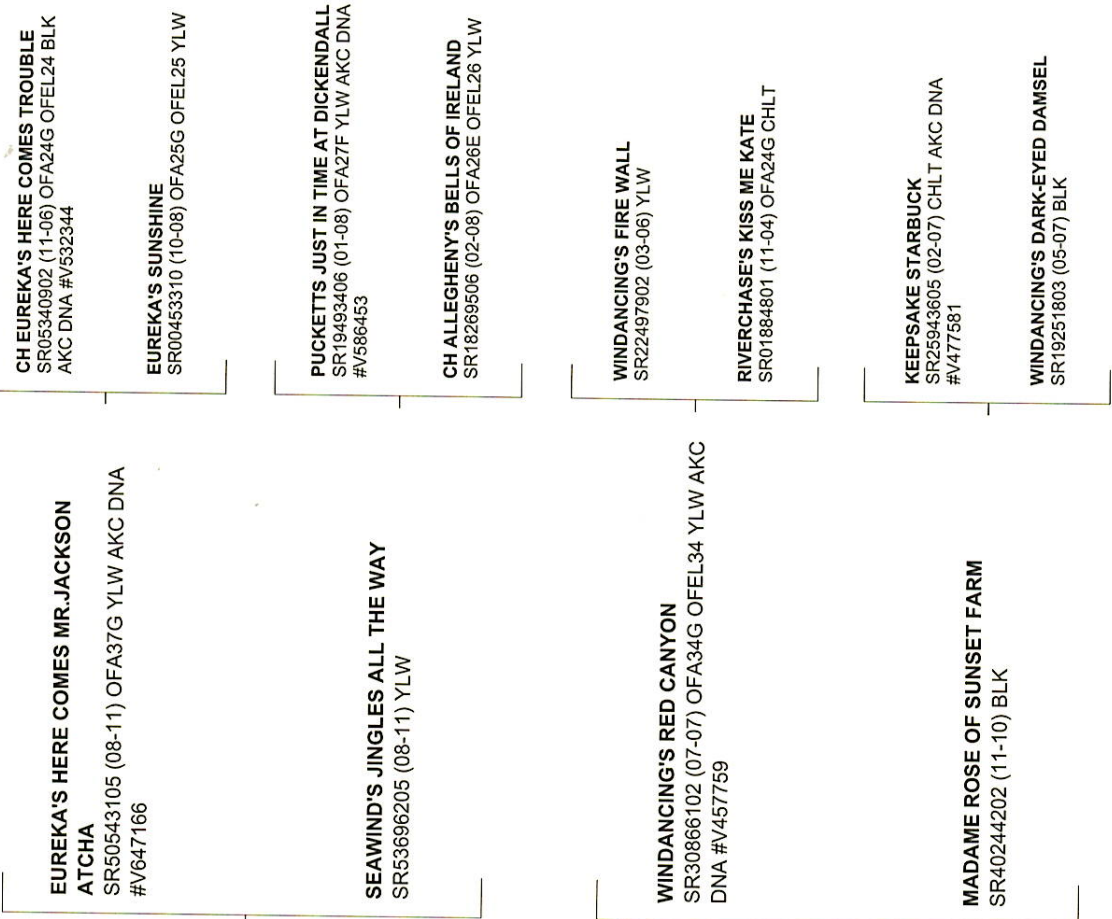 EUREKA'S HERE COMES MR.JACKSON
ATCHA
SR50543105 (08-11) OFA37G YLW AKC DNA
#V647166
SEAWIND'S JINGLES ALL THE WAY
SR53696205 (08-11) YLW
WINDANCING'S RED CANYON
SR30866102 (07-07) OFA34G OFEL34 YLW AKC
DNA #V457759
MADAME ROSE OF SUNSET FARM
SR40244202 (11-10) BLK
CH EUREKA'S HERE COMES TROUBLE
SR05340902 (11-06) OFA24G OFEL24 BLK
AKC DNA #V532344
EUREKA'S SUNSHINE
SR00453310 (10-08) OFA25G OFEL25 YLW
PUCKETTS JUST IN TIME AT DICKENDALL
SR19493406 (01-08) OFA27F YLW AKC DNA
#V586453
CH ALLEGHENY'S BELLS OF IRELAND
SR18269506 (02-08) OFA26E OFEL26 YLW
WINDANCING'S FIRE WALL
SR22497902 (03-06) YLW
RIVERCHASE'S KISS ME KATE
SR01884801 (11-04) OFA24G CHLT
KEEPSAKE STARBUCK
SR25943605 (02-07) CHLT AKC DNA
#V477581
WINDANCING'S DARK-EYED DAMSEL
SR19251803 (05-07) BLK